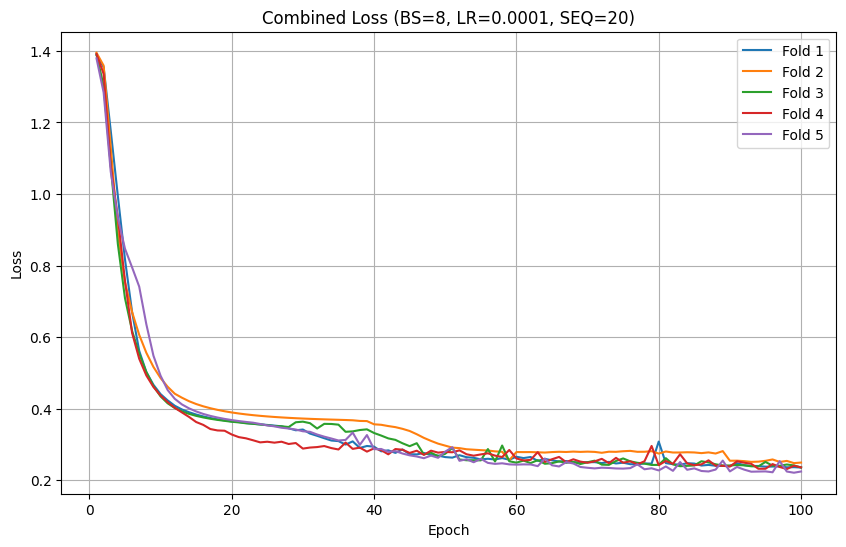 Combined Loss (BS=8, LR=0.0001, SEQ=20)
Loss
1.4
1.2
1.0
0.8
0.6
0.4
0.2
Fold 1
Fold 2
Fold 3
Fold 4
Fold 5
0 20 40 60 80 100
Epoch